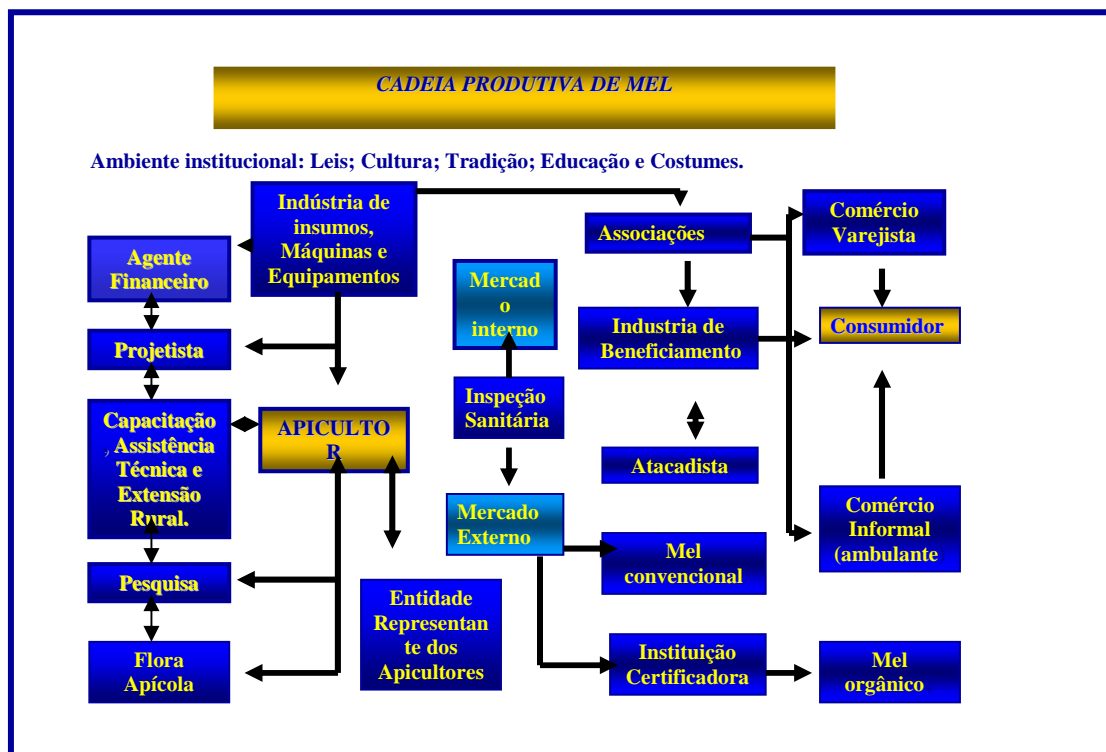 CADEIA PRODUTIVA DE MEL
Ambiente institucional: Leis; Cultura; Tradição; Educação e Costumes.
Indústria de
insumos,
Máquinas e
Equipamentos
Agente
Financeiro
Projetista
Capacitação
, Assistência
Técnica e
Extensão
Rural.
Pesquisa
Flora
Apícola
APICULTO
R
Entidade
Representan
te dos
Apicultores
Mercad
o
interno
Inspeção
Sanitária
Mercado
Externo
Associações
Industria de
Beneficiamento
Atacadista
Mel
convencional
Instituição
Certificadora
Comércio
Varejista
Consumidor
Comércio
Informal
(ambulante
Mel
orgânico